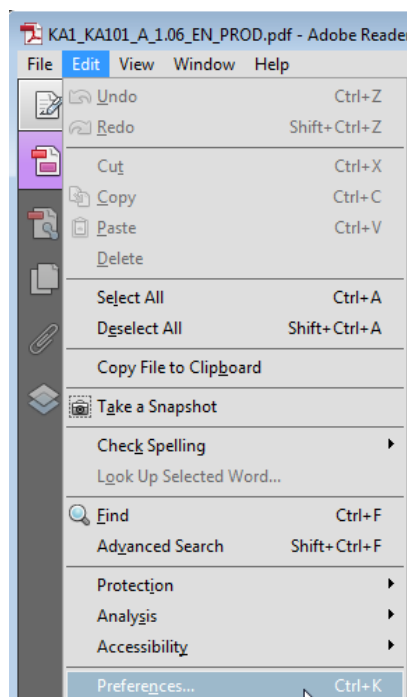 KA1_KA101_A_1.06_EN_PROD.pdf - Adobe Reade
File Edit View Window Help
Undo Ctrl+Z
Redo Shift+Ctrl+Z
Cut Ctrl+X
Copy Ctrl+C
Paste Ctrl+V
Delete
Select All Ctrl+A
Deselect All Shift+Ctrl+A
Copy File to Clipboard
Take a Snapshot
Check Spelling
Look Up Selected Word...
Find Ctrl+F
Advanced Search Shift+Ctrl+F
Protection
Analysis
Accessibility
Preferences... Ctrl+K